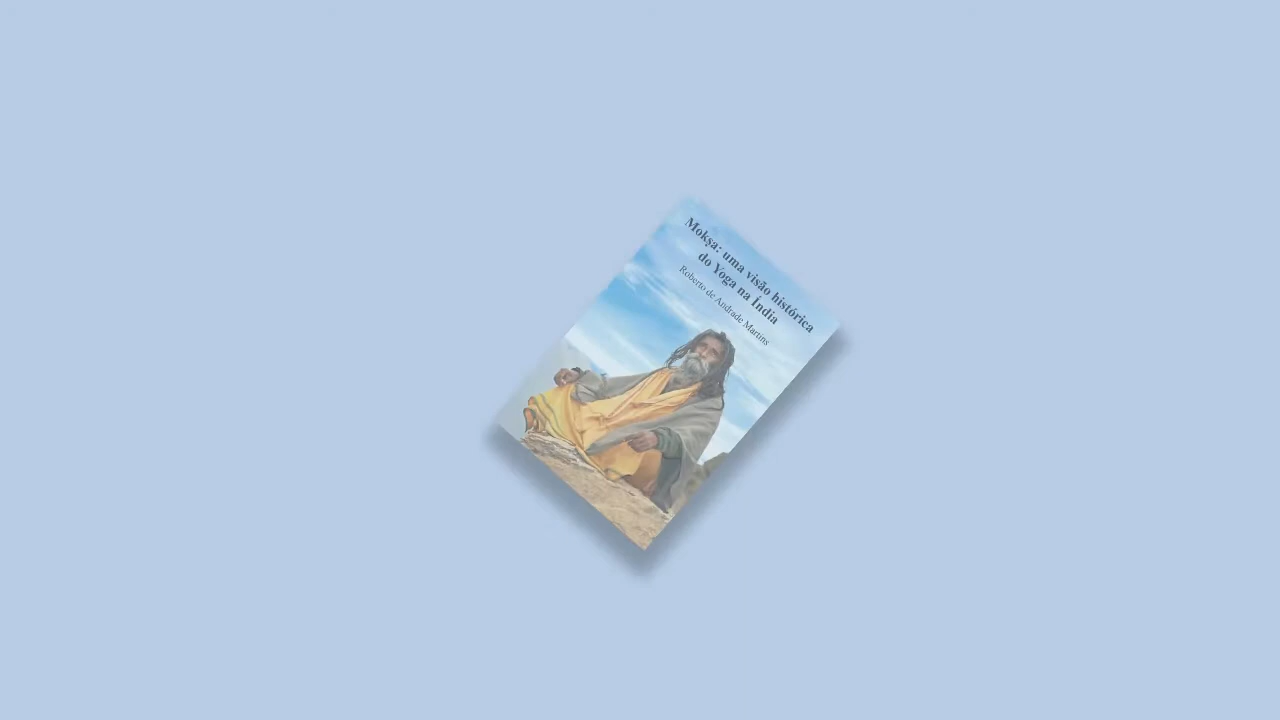 Mokṣa: uma visão histórica
do Yoga na Índia
Roberto de Andrade Martins